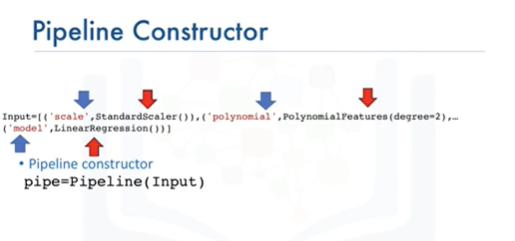 Pipeline Constructor
Input=[('scale',StandardScaler()),('polynomial',PolynomialFeatures(degree=2),…
('model',LinearRegression())]
• Pipeline constructor
pipe=Pipeline(Input)